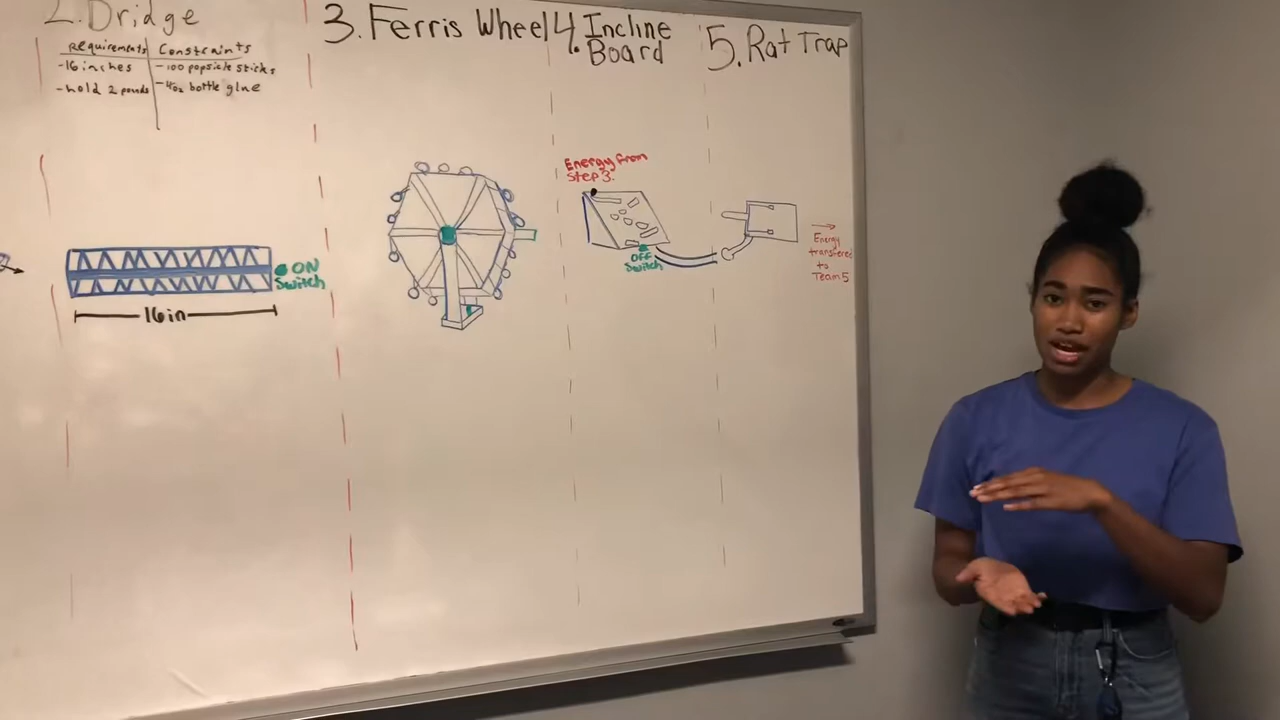 2. Bridge
requirements Constraints
-16 inches -100 popsicle sticks
-hold 2 pounds -4oz bottle glue
ON
Switch
16in
3. Ferris Wheel
4. Incline
Board
Energy from
Step 3.
OFF
Switch
5. Rat Trap
Energy
transfered
to
Team 5